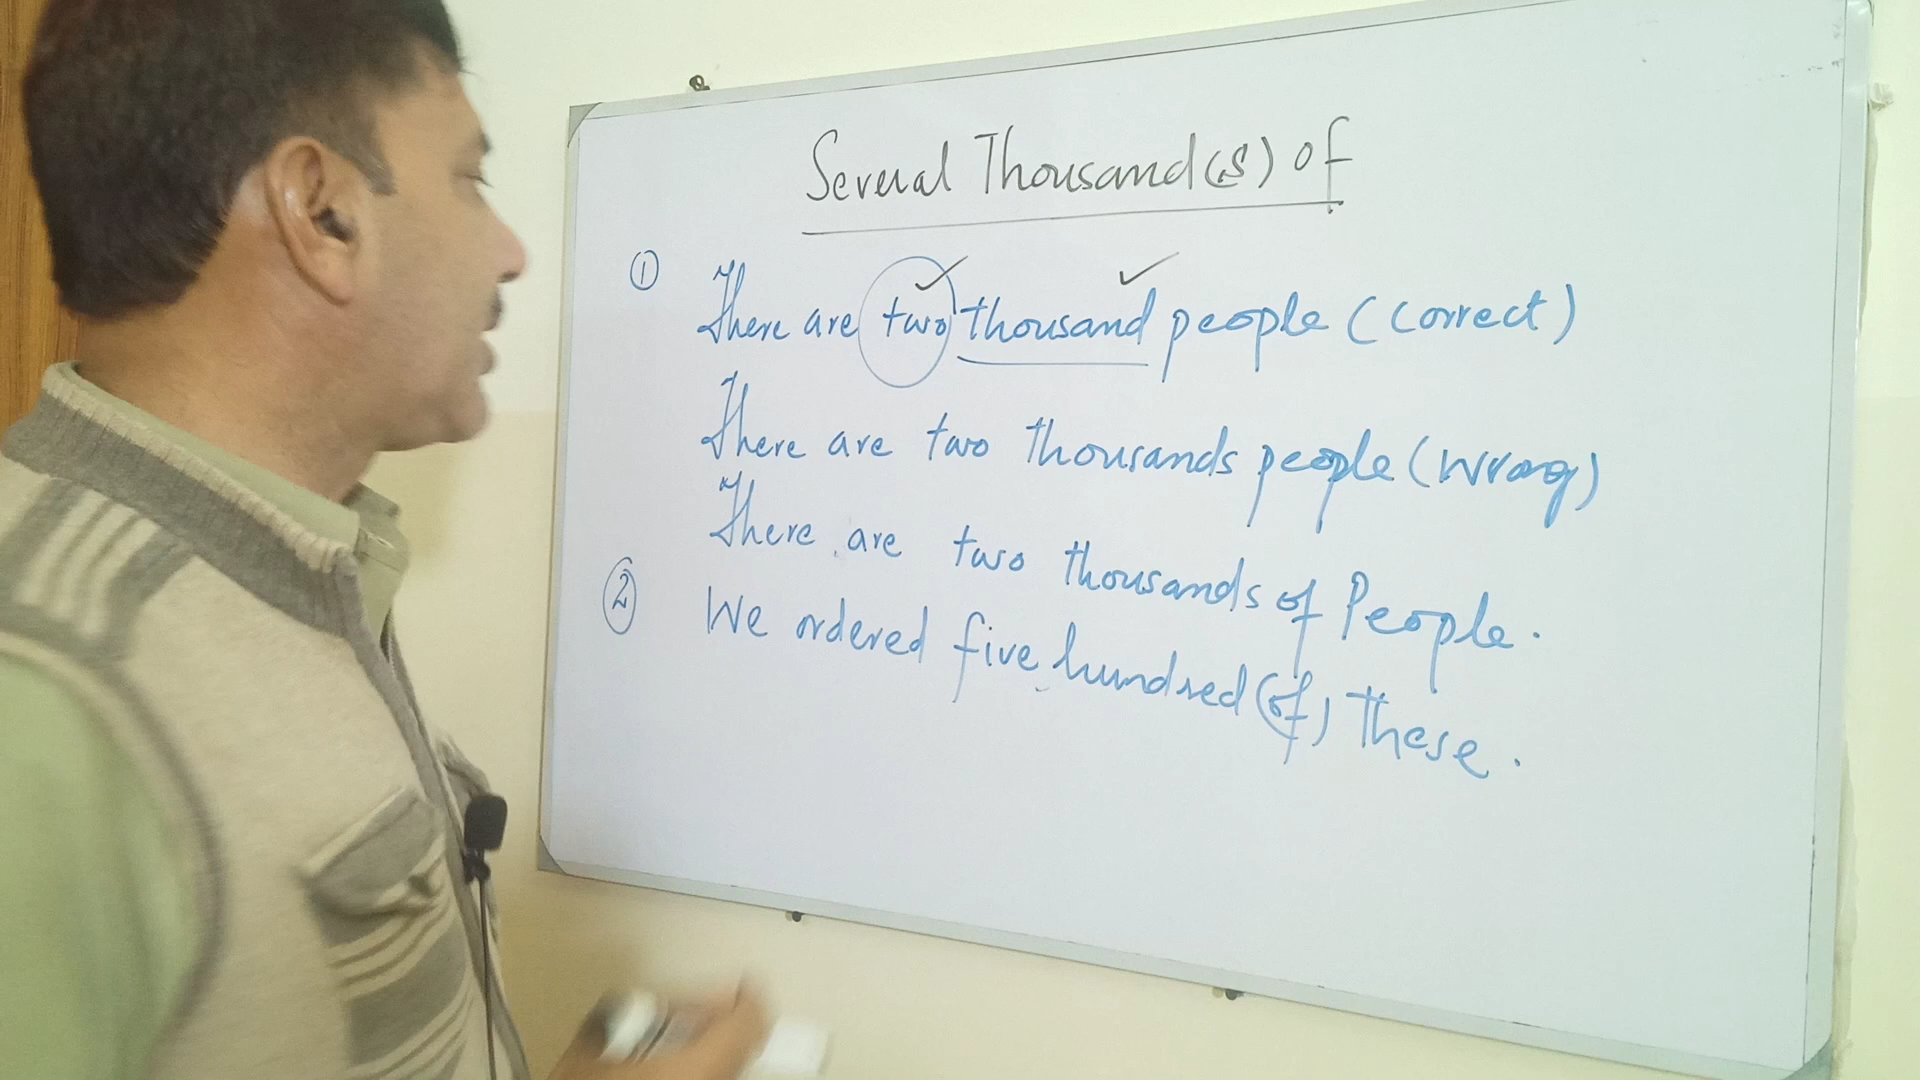 Several Thousand(s) of
① There are two thousand people (correct)
There are two thousands people (wrong)
There are two thousands of People.
② We ordered five hundred (of) these.